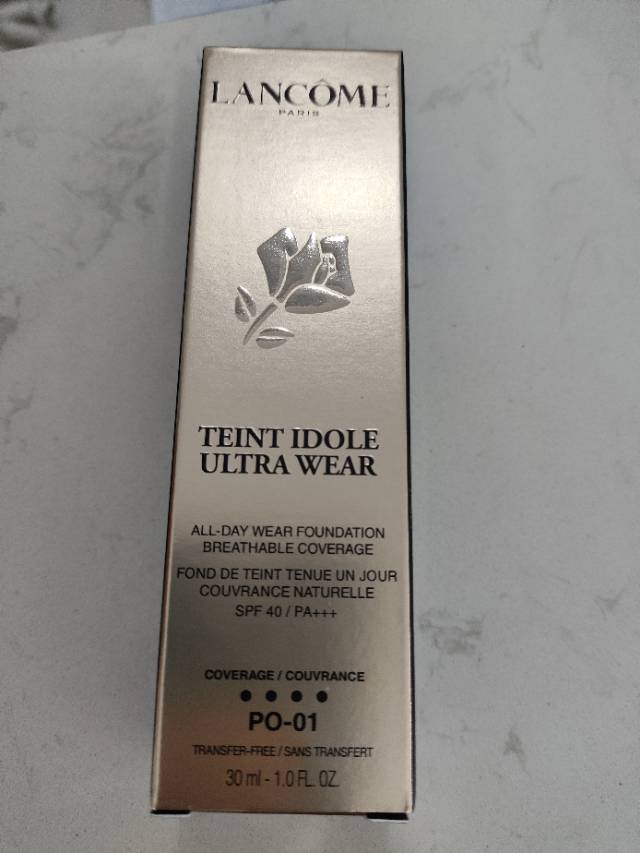 LANCÔME
PARIS
TEINT IDOLE
ULTRA WEAR
ALL-DAY WEAR FOUNDATION
BREATHABLE COVERAGE
FOND DE TEINT TENUE UN JOUR
COUVRANCE NATURELLE
SPF 40 / PA+++
COVERAGE / COUVRANCE
PO-01
TRANSFER-FREE / SANS TRANSFERT
30 ml - 1.0 FL. OZ.